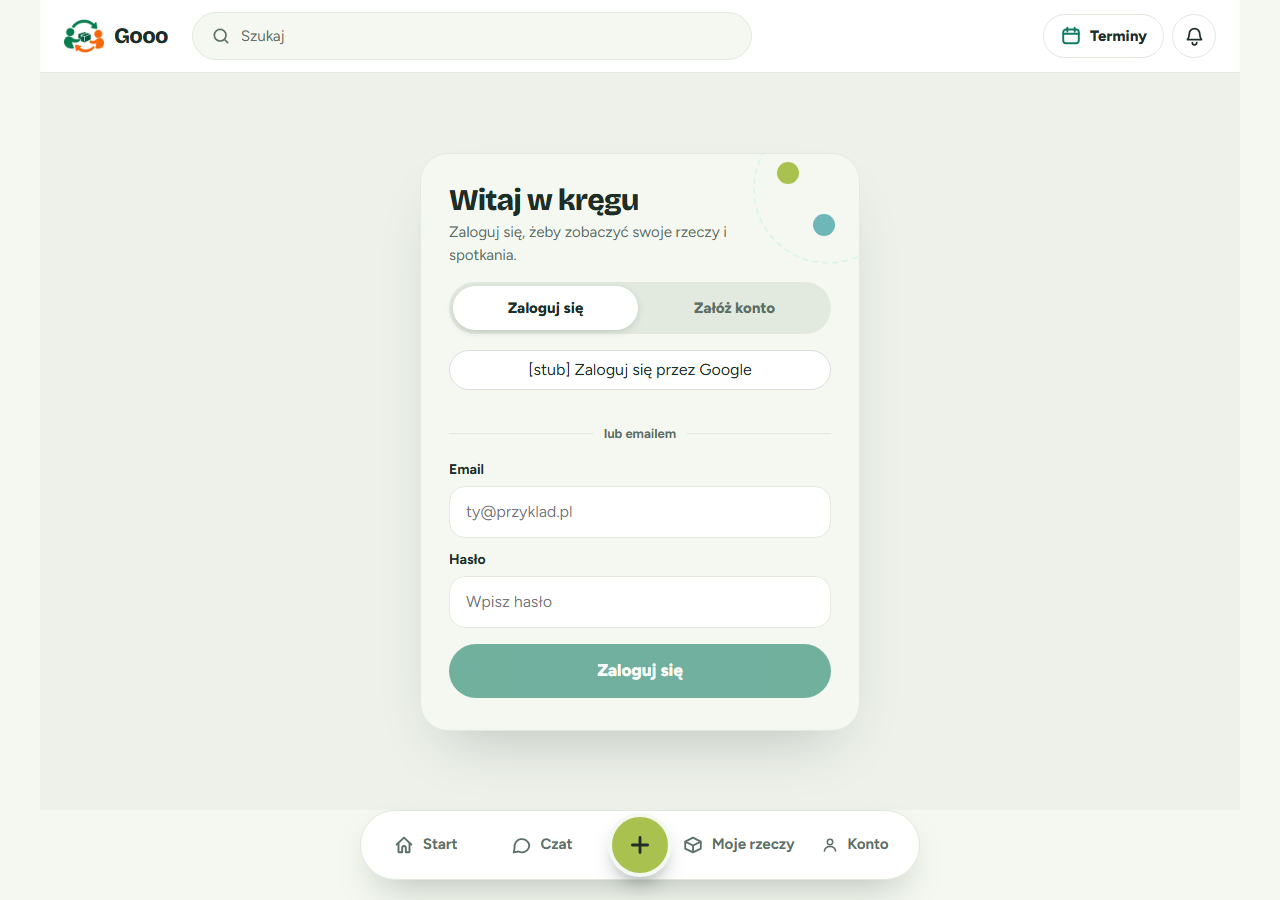 Gooo
Szukaj
Terminy
Witaj w kręgu
Zaloguj się, żeby zobaczyć swoje rzeczy i
spotkania.
Zaloguj się
Załóż konto
[stub] Zaloguj się przez Google
lub emailem
Email
ty@przyklad.pl
Hasło
Wpisz hasło
Zaloguj się
Start
Czat
Moje rzeczy
Konto